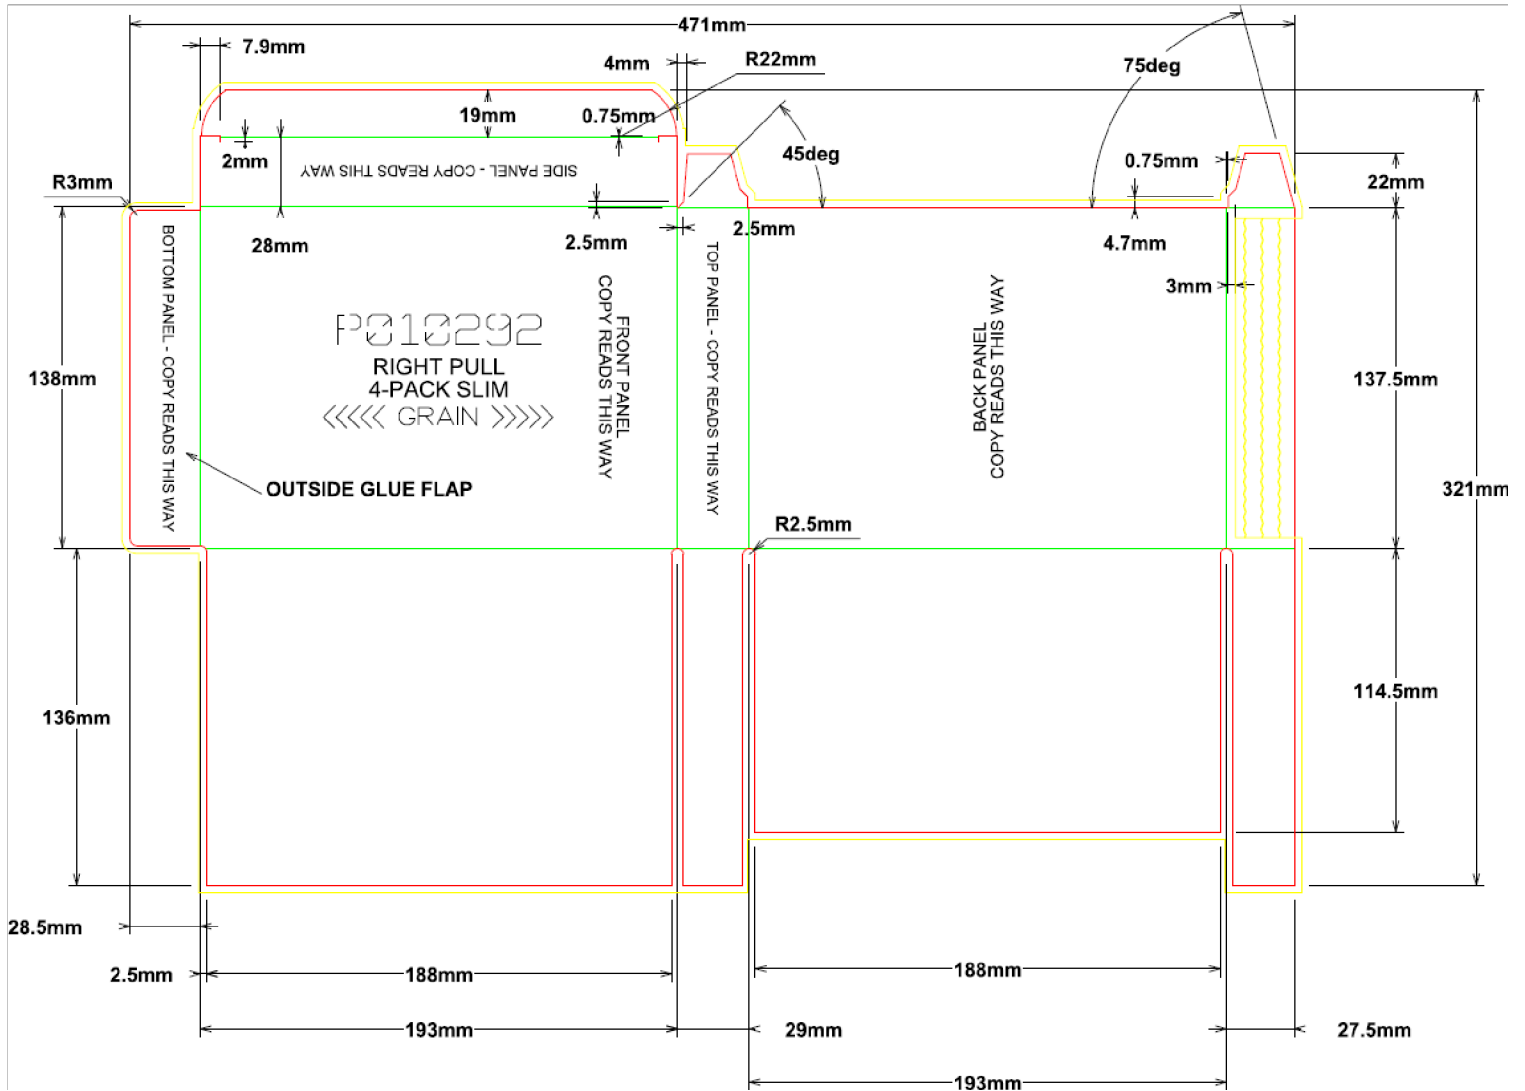 471mm
7.9mm
4mm
R22mm
75deg
19mm
0.75mm
2mm
SIDE PANEL - COPY READS THIS WAY
45deg
0.75mm
R3mm
22mm
28mm
2.5mm
2.5mm
4.7mm
3mm
BOTTOM PANEL - COPY READS THIS WAY
P010292
RIGHT PULL
4-PACK SLIM
<<<<< GRAIN >>>>>
FRONT PANEL
COPY READS THIS WAY
TOP PANEL - COPY READS THIS WAY
BACK PANEL
COPY READS THIS WAY
138mm
137.5mm
OUTSIDE GLUE FLAP
321mm
R2.5mm
136mm
114.5mm
28.5mm
2.5mm
188mm
188mm
193mm
29mm
27.5mm
193mm